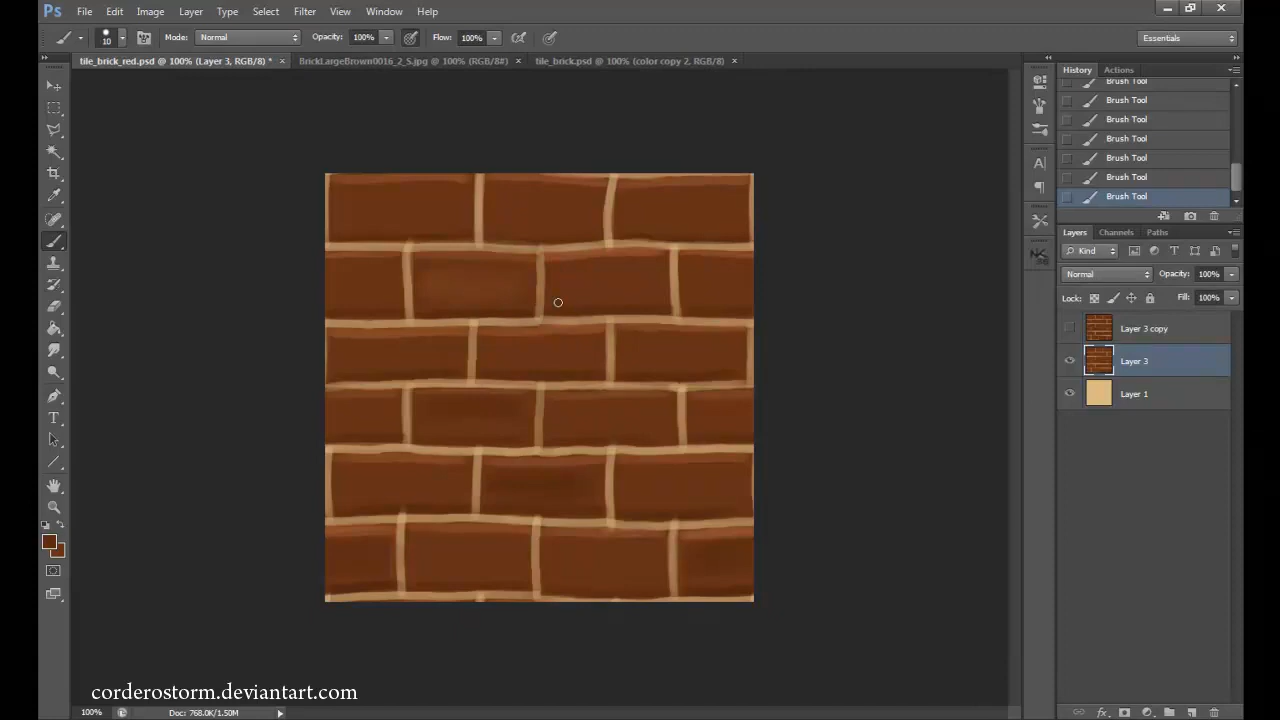 Ps File Edit Image Layer Type Select Filter 3D View Window Help
10 Mode: Normal Opacity: 100% Flow: 100% Essentials
tile_brick_red.psd @ 100% (Layer 3, RGB/8) * × BrickLargeBrown0016_2_S.jpg @ 100% (RGB/8#) × tile_brick.psd @ 100% (color copy 2, RGB/8) ×
History Actions
Brush Tool
Brush Tool
Brush Tool
Brush Tool
Brush Tool
Brush Tool
Brush Tool
Layers Channels Paths
Kind
Normal Opacity: 100%
Lock: Fill: 100%
Layer 3 copy
Layer 3
Layer 1
corderostorm.deviantart.com
100% Doc: 768.0K/1.50M